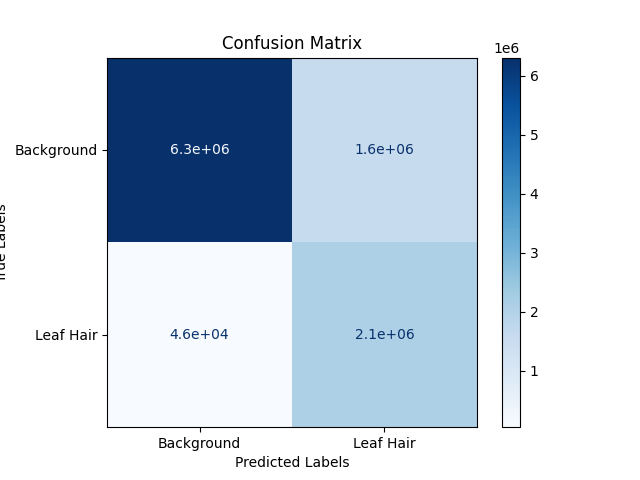 Confusion Matrix
1e6
Background
6.3e+06
1.6e+06
Leaf Hair
4.6e+04
2.1e+06
6
5
4
3
2
1
Background
Leaf Hair
Predicted Labels
Labels